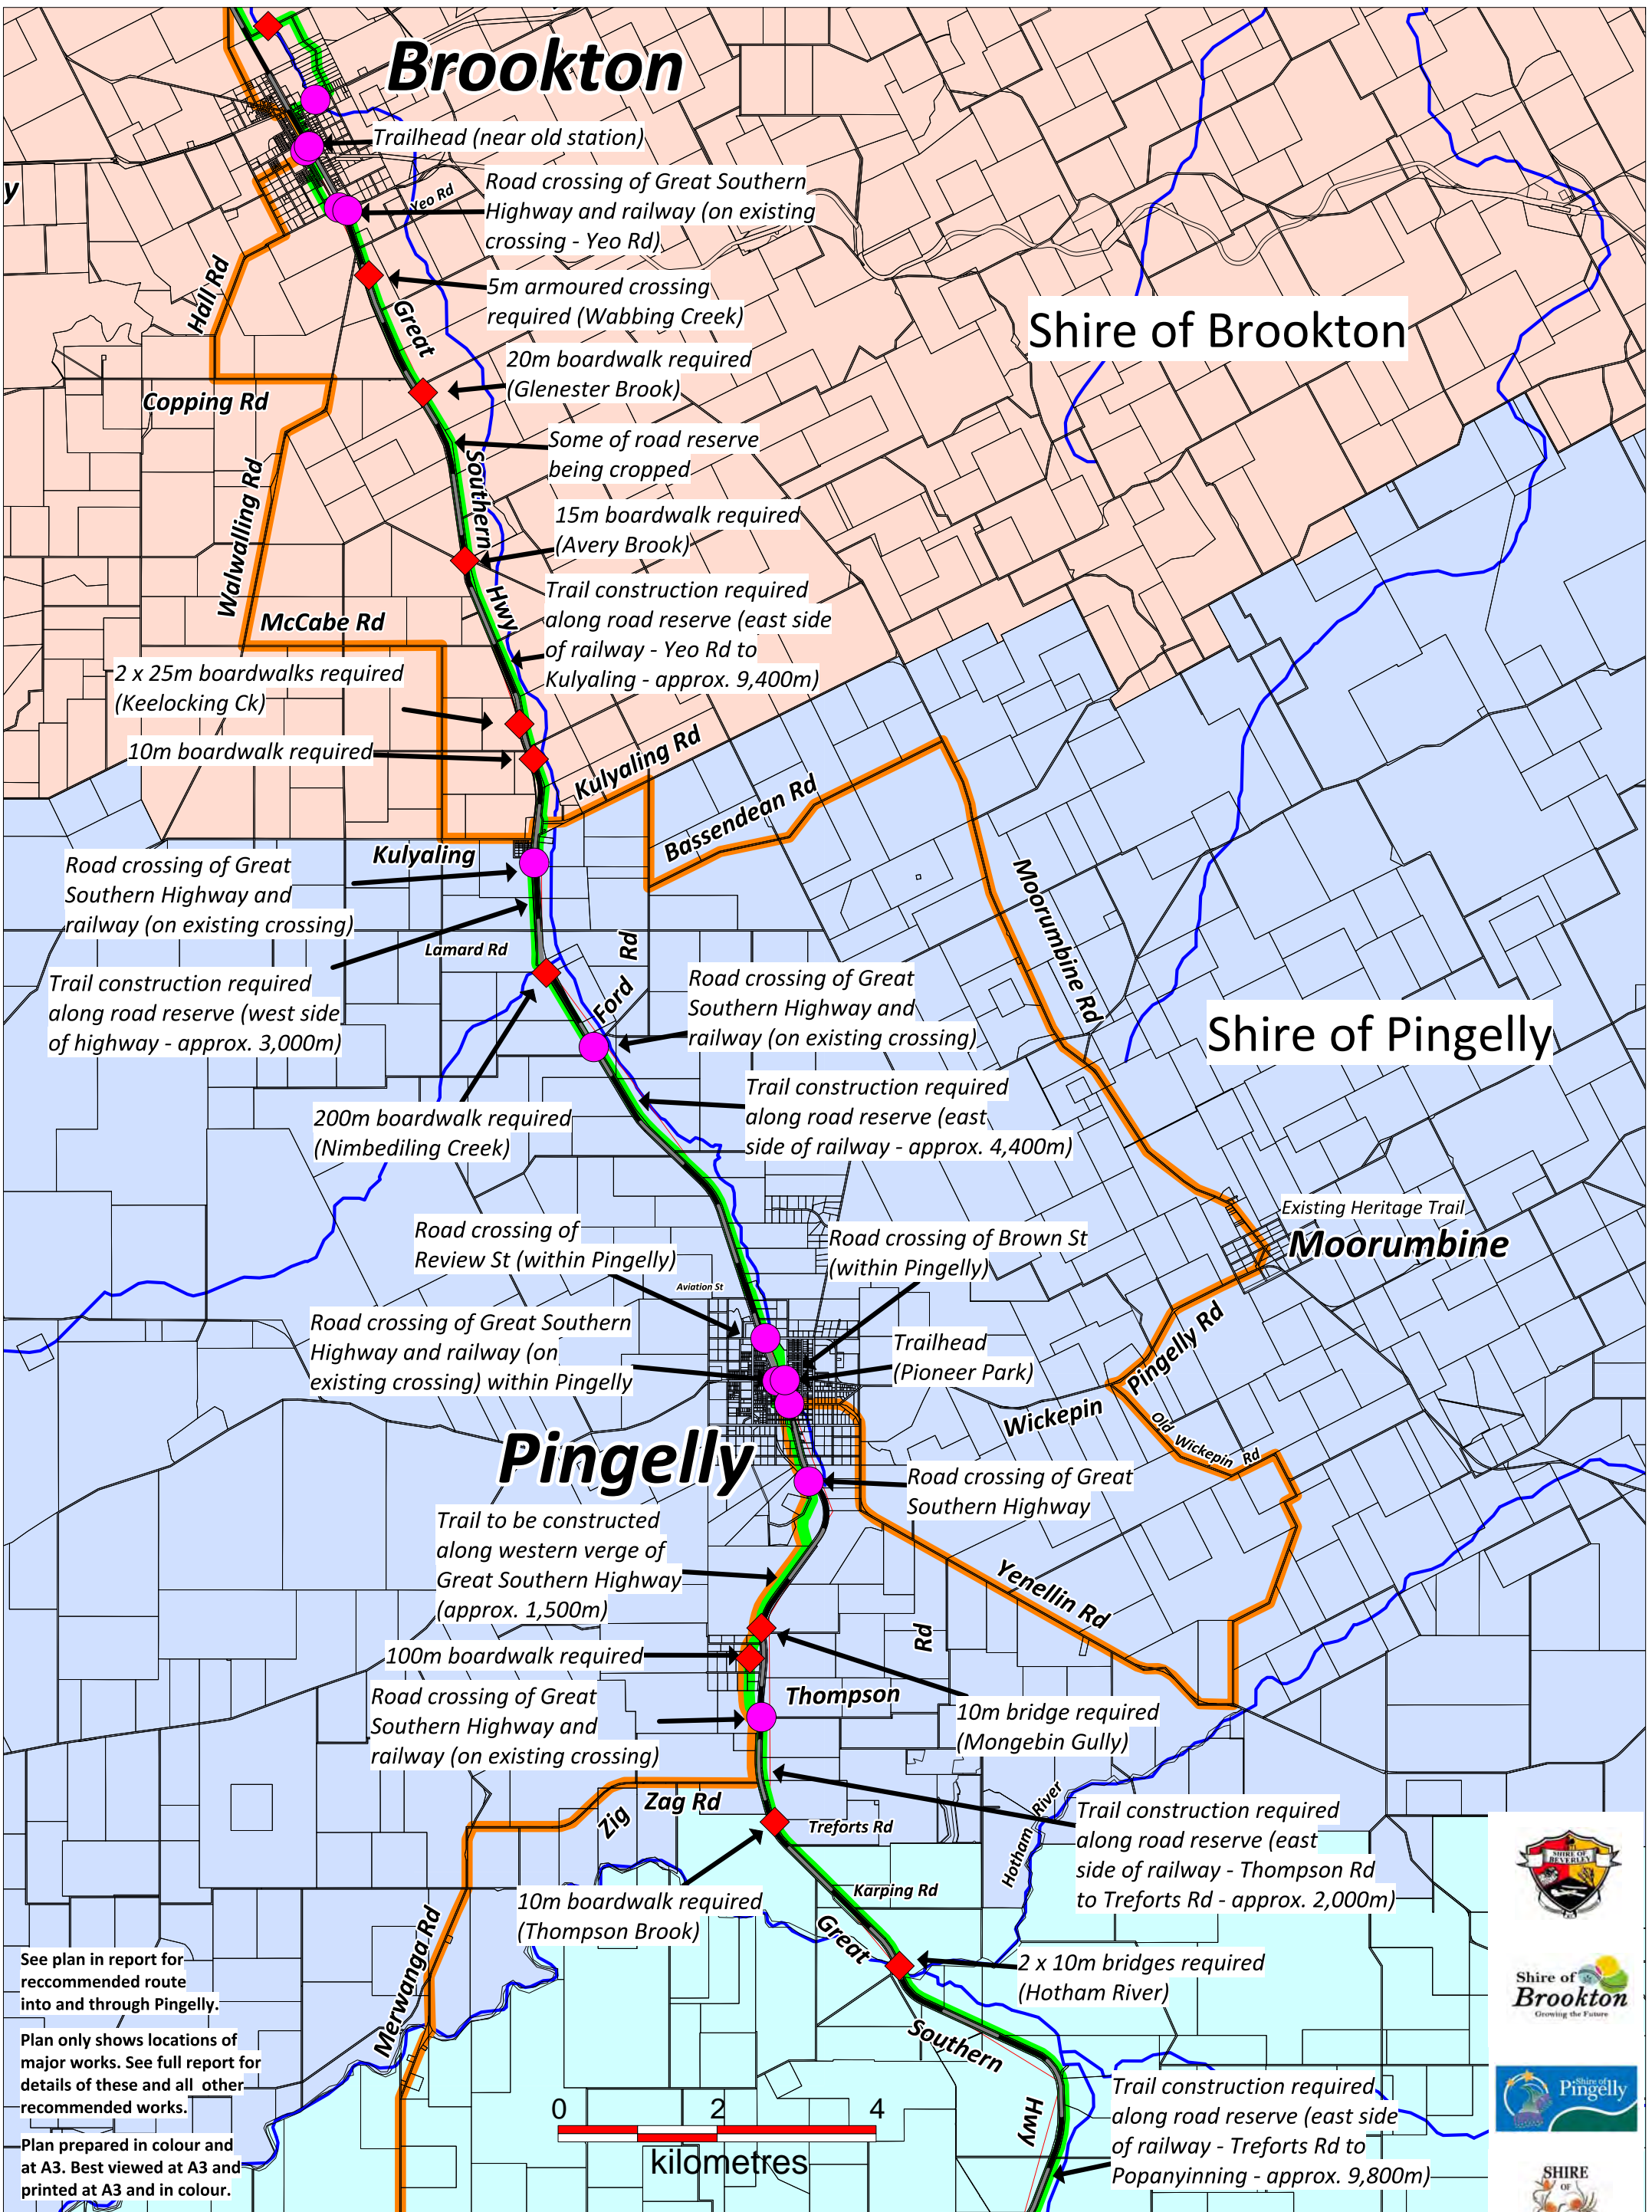 Brookton
Trailhead (near old station)
y
Yeo Rd
Road crossing of Great Southern
Highway and railway (on existing
crossing - Yeo Rd)
Hall Rd
5m armoured crossing
required (Wabbing Creek)
Great
Shire of Brookton
20m boardwalk required
(Glenester Brook)
Copping Rd
Some of road reserve
being cropped
Southern
Walwalling Rd
15m boardwalk required
(Avery Brook)
Hwy
Trail construction required
along road reserve (east side
of railway - Yeo Rd to
Kulyaling - approx. 9,400m)
McCabe Rd
2 x 25m boardwalks required
(Keelocking Ck)
10m boardwalk required
Kulyaling Rd
Bassendean Rd
Kulyaling
Road crossing of Great
Southern Highway and
railway (on existing crossing)
Moorumbine Rd
Lamard Rd
Ford Rd
Trail construction required
along road reserve (west side
of highway - approx. 3,000m)
Road crossing of Great
Southern Highway and
railway (on existing crossing)
Shire of Pingelly
Trail construction required
along road reserve (east
side of railway - approx. 4,400m)
200m boardwalk required
(Nimbediling Creek)
Existing Heritage Trail
Moorumbine
Road crossing of
Review St (within Pingelly)
Road crossing of Brown St
(within Pingelly)
Aviation St
Road crossing of Great Southern
Highway and railway (on
existing crossing) within Pingelly
Trailhead
(Pioneer Park)
Pingelly Rd
Wickepin
Old Wickepin Rd
Pingelly
Road crossing of Great
Southern Highway
Trail to be constructed
along western verge of
Great Southern Highway
(approx. 1,500m)
Yenellin Rd
Rd
100m boardwalk required
Thompson
Road crossing of Great
Southern Highway and
railway (on existing crossing)
10m bridge required
(Mongebin Gully)
Zig Zag Rd
Treforts Rd
Hotham River
Trail construction required
along road reserve (east
side of railway - Thompson Rd
to Treforts Rd - approx. 2,000m)
Karping Rd
10m boardwalk required
(Thompson Brook)
Great
Merwanga Rd
2 x 10m bridges required
(Hotham River)
Southern
Hwy
See plan in report for
reccommended route
into and through Pingelly.
Plan only shows locations of
major works. See full report for
details of these and all other
recommended works.
Plan prepared in colour and
at A3. Best viewed at A3 and
printed at A3 and in colour.
0 2 4
kilometres
Trail construction required
along road reserve (east side
of railway - Treforts Rd to
Popanyinning - approx. 9,800m)
SHIRE OF
BEVERLEY
Shire of
Brookton
Growing the Future
Shire of
Pingelly
SHIRE
OF